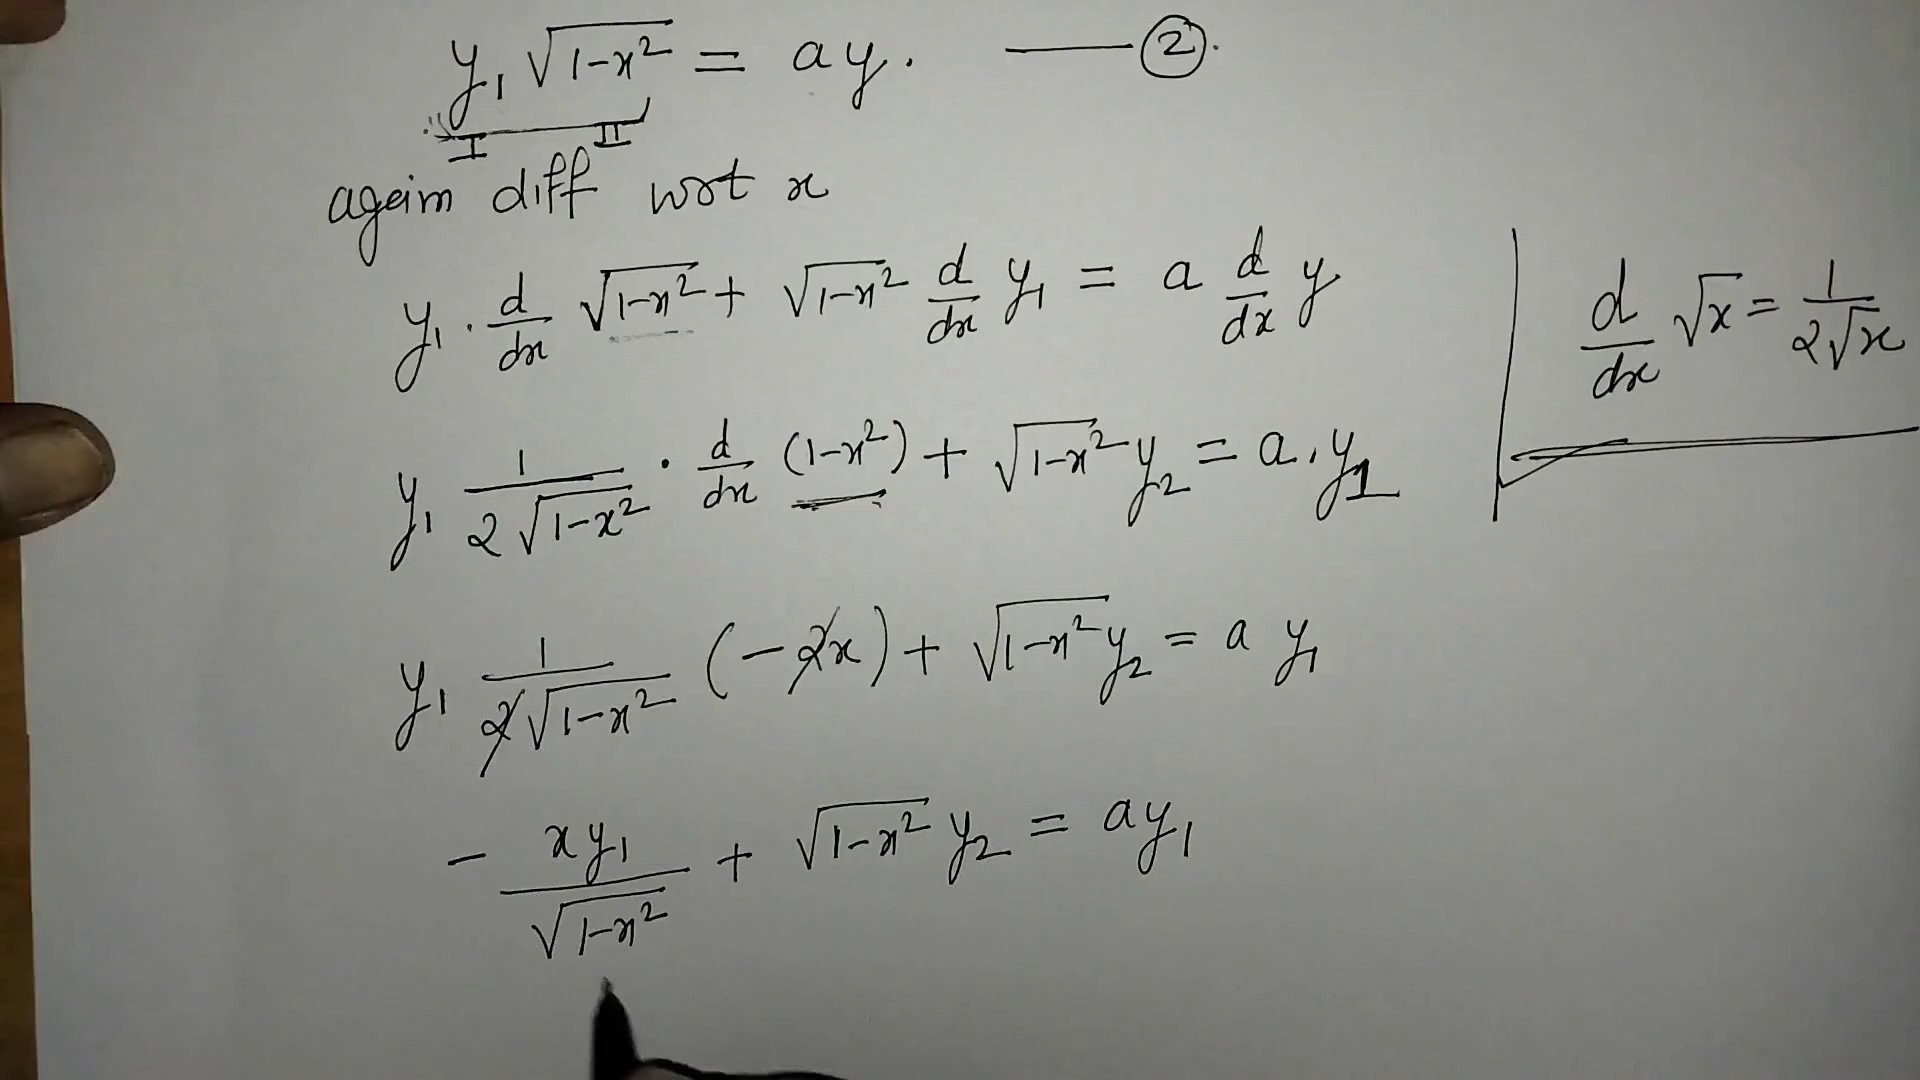 y₁ √(1-x²) = ay. —— ②.
I II
ageim diff wrt x
y₁ · d/dx √(1-x²) + √(1-x²) d/dx y₁ = a d/dx y
d/dx √x = 1/(2√x)
y₁ 1/(2√(1-x²)) · d/dx (1-x²) + √(1-x²) y₂ = a . y₁
y₁ 1/(2√(1-x²)) (-2x) + √(1-x²) y₂ = a y₁
- xy₁/√(1-x²) + √(1-x²) y₂ = ay₁